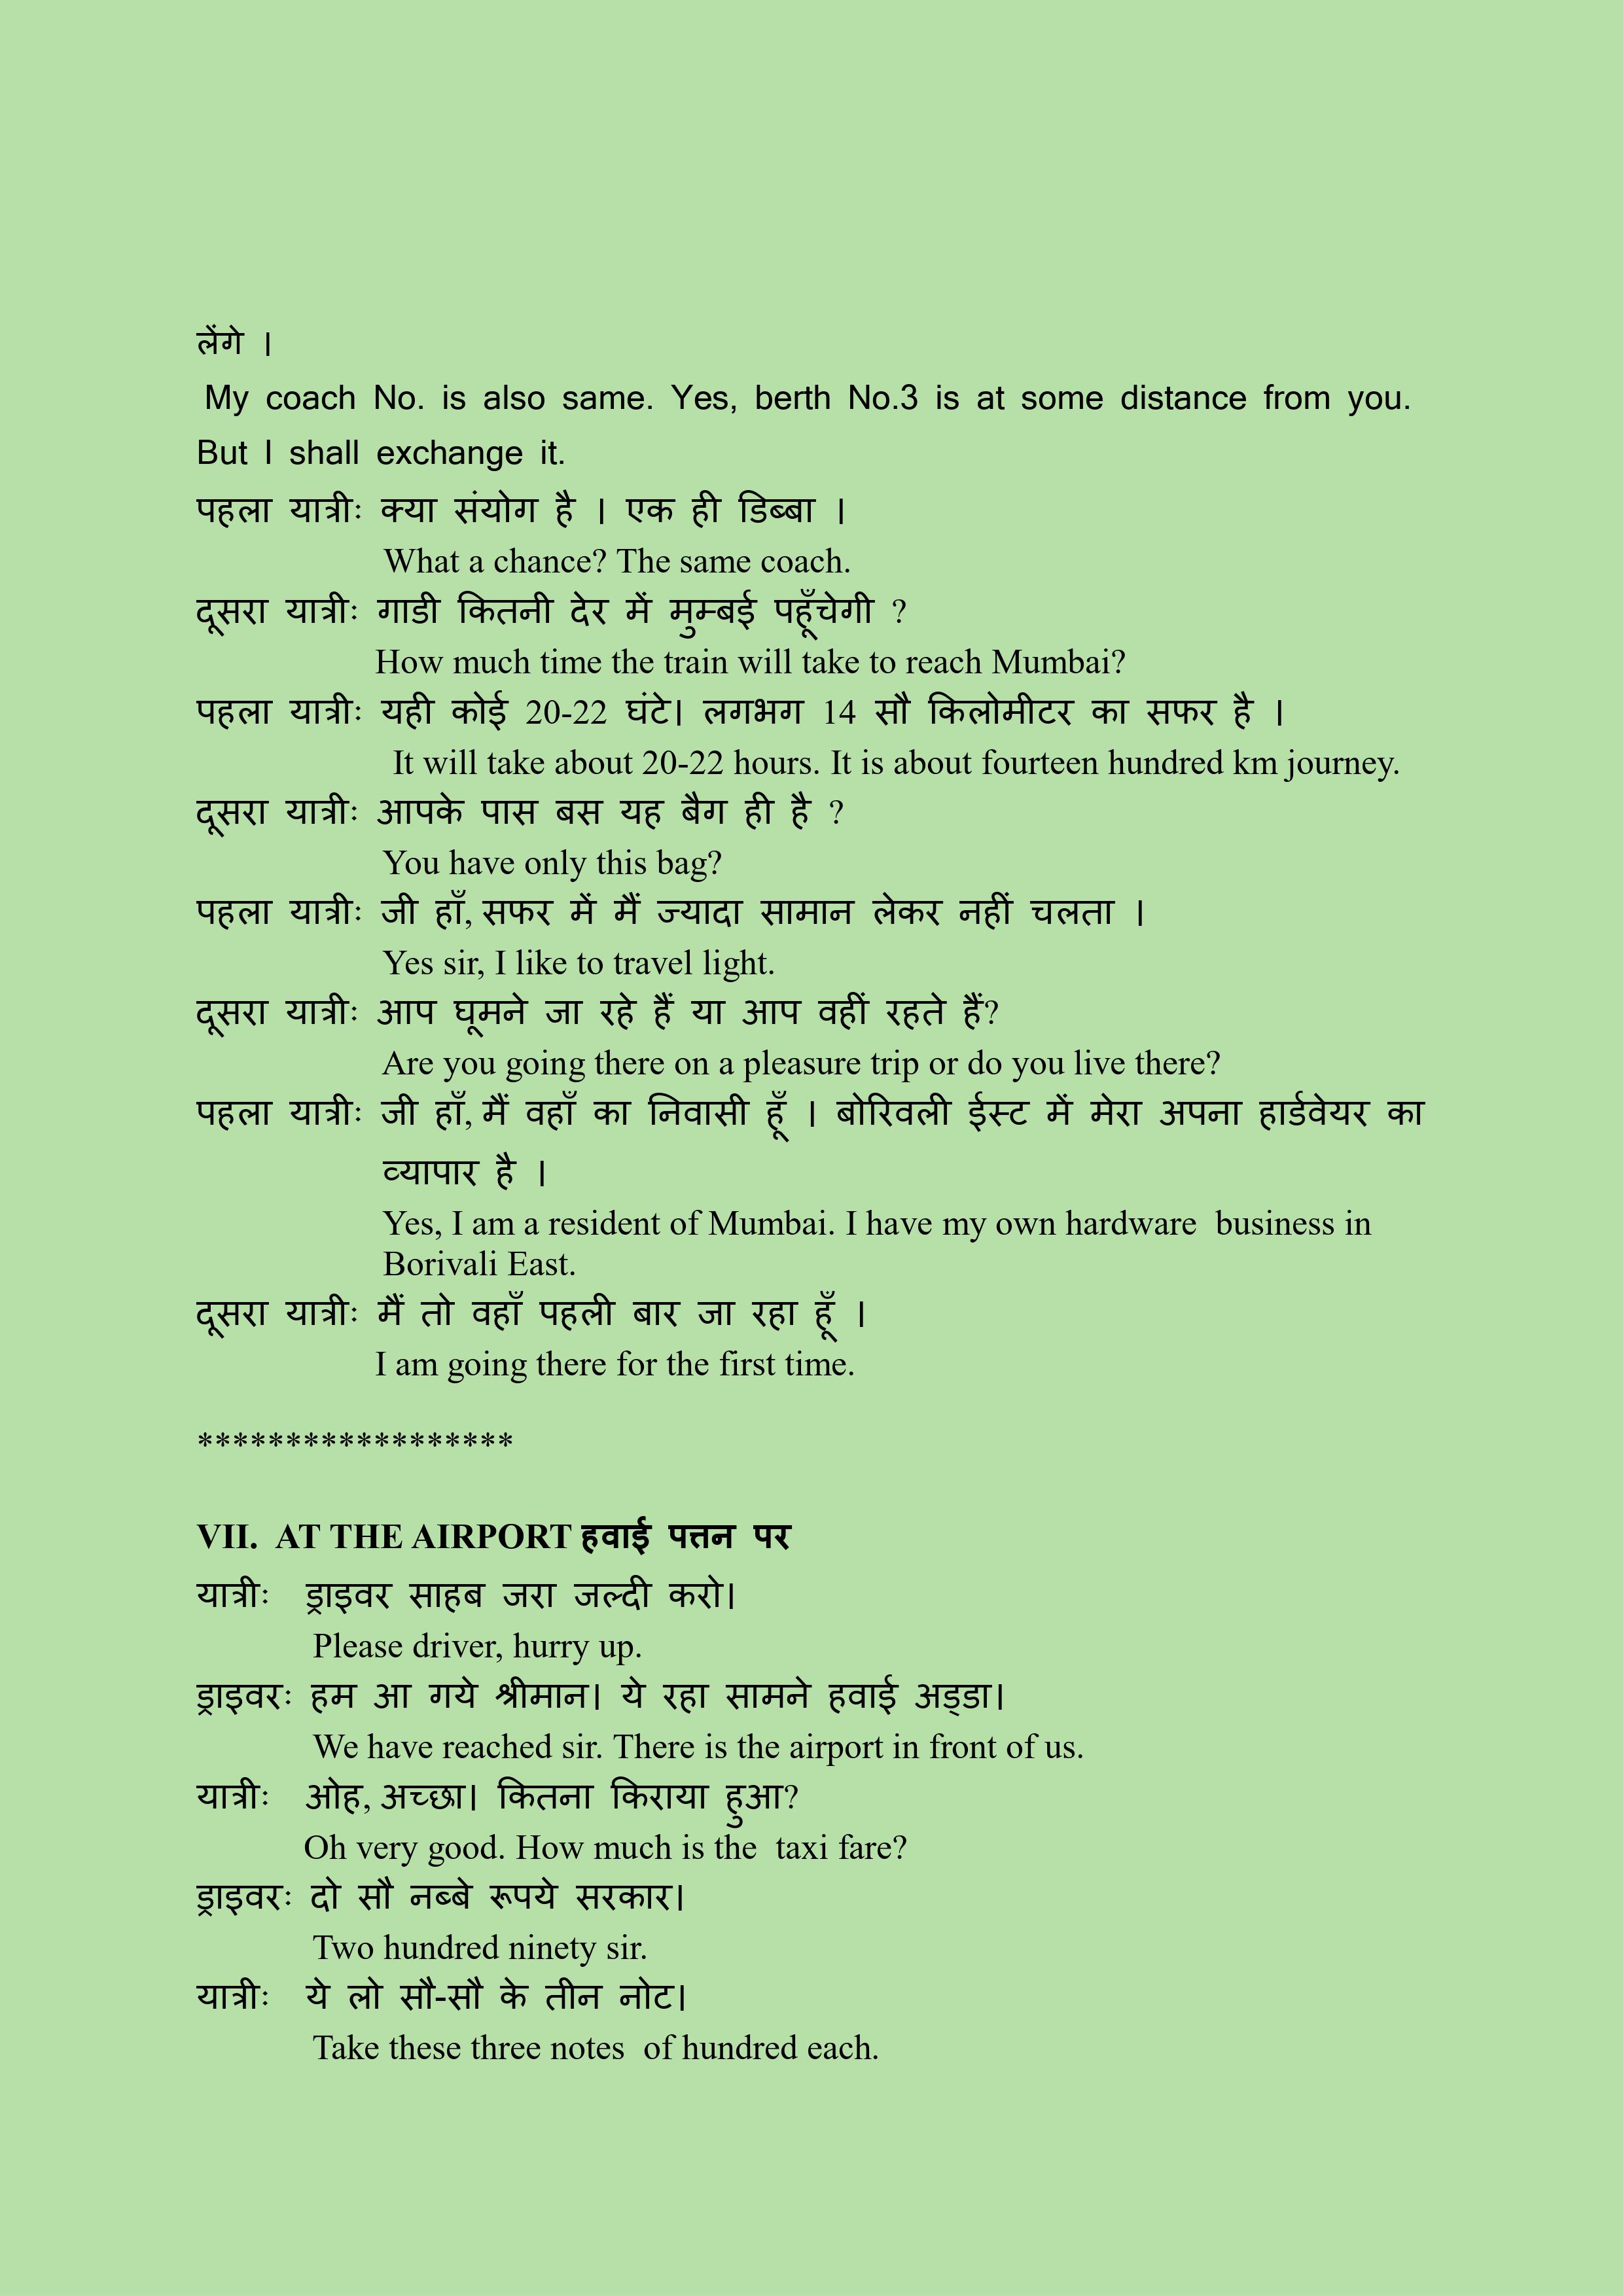 लेंगे ।
My coach No. is also same. Yes, berth No.3 is at some distance from you.
But I shall exchange it.
पहला यात्रीः क्या संयोग है । एक ही डिब्बा ।
What a chance? The same coach.
दूसरा यात्रीः गाडी कितनी देर में मुम्बई पहूँचेगी ?
How much time the train will take to reach Mumbai?
पहला यात्रीः यही कोई 20-22 घंटे। लगभग 14 सौ किलोमीटर का सफर है ।
It will take about 20-22 hours. It is about fourteen hundred km journey.
दूसरा यात्रीः आपके पास बस यह बैग ही है ?
You have only this bag?
पहला यात्रीः जी हाँ, सफर में मैं ज्यादा सामान लेकर नहीं चलता ।
Yes sir, I like to travel light.
दूसरा यात्रीः आप घूमने जा रहे हैं या आप वहीं रहते हैं?
Are you going there on a pleasure trip or do you live there?
पहला यात्रीः जी हाँ, मैं वहाँ का निवासी हूँ । बोरिवली ईस्ट में मेरा अपना हार्डवेयर का
व्यापार है ।
Yes, I am a resident of Mumbai. I have my own hardware  business in
Borivali East.
दूसरा यात्रीः मैं तो वहाँ पहली बार जा रहा हूँ ।
I am going there for the first time.
******************
VII.  AT THE AIRPORT हवाई पत्तन पर
यात्रीः ड्राइवर साहब जरा जल्दी करो।
Please driver, hurry up.
ड्राइवरः हम आ गये श्रीमान। ये रहा सामने हवाई अड्डा।
We have reached sir. There is the airport in front of us.
यात्रीः ओह, अच्छा। कितना किराया हुआ?
Oh very good. How much is the  taxi fare?
ड्राइवरः दो सौ नब्बे रूपये सरकार।
Two hundred ninety sir.
यात्रीः ये लो सौ-सौ के तीन नोट।
Take these three notes  of hundred each.